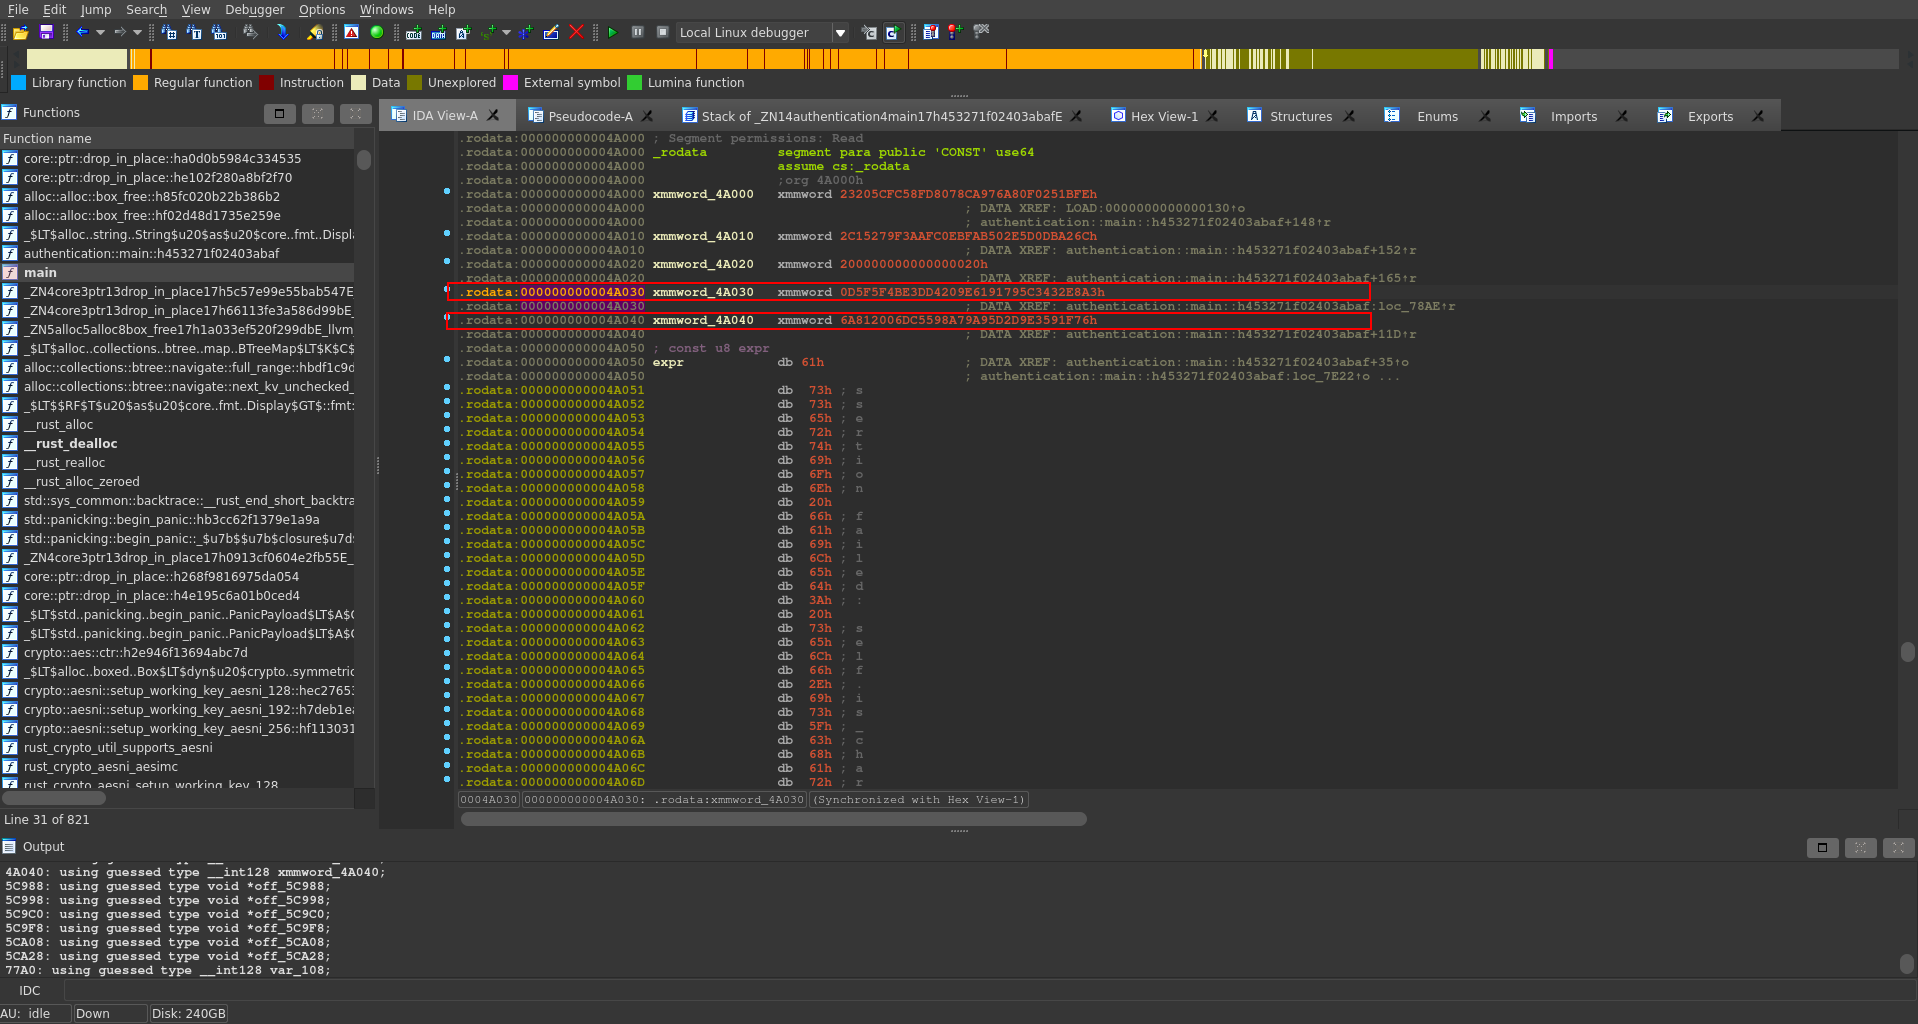 File Edit Jump Search View Debugger Options Windows Help
Local Linux debugger
Library function Regular function Instruction Data Unexplored External symbol Lumina function
Functions
IDA View-A Pseudocode-A Stack of _ZN14authentication4main17h453271f02403abafE Hex View-1 Structures Enums Imports Exports
Function name
core::ptr::drop_in_place::ha0d0b5984c334535
core::ptr::drop_in_place::he102f280a8bf2f70
alloc::alloc::box_free::h85fc020b22b386b2
alloc::alloc::box_free::hf02d48d1735e259e
_$LT$alloc..string..String$u20$as$u20$core..fmt..Displa
authentication::main::h453271f02403abaf
main
_ZN4core3ptr13drop_in_place17h5c57e99e55bab547E
_ZN4core3ptr13drop_in_place17h66113fe3a586d99bE_
_ZN5alloc5alloc8box_free17h1a033ef520f299dbE_llvm_
_$LT$alloc..collections..btree..map..BTreeMap$LT$K$C$
alloc::collections::btree::navigate::full_range::hbdf1c9d
alloc::collections::btree::navigate::next_kv_unchecked_
_$LT$$RF$T$u20$as$u20$core..fmt..Display$GT$::fmt:
__rust_alloc
__rust_dealloc
__rust_realloc
__rust_alloc_zeroed
std::sys_common::backtrace::__rust_end_short_backtra
std::panicking::begin_panic::hb3cc62f1379e1a9a
std::panicking::begin_panic::_$u7b$$u7b$closure$u7d
_ZN4core3ptr13drop_in_place17h0913cf0604e2fb55E_
core::ptr::drop_in_place::h268f9816975da054
core::ptr::drop_in_place::h4e195c6a01b0ced4
_$LT$std..panicking..begin_panic..PanicPayload$LT$A$
_$LT$std..panicking..begin_panic..PanicPayload$LT$A$
crypto::aes::ctr::h2e946f13694abc7d
_$LT$alloc..boxed..Box$LT$dyn$u20$crypto..symmetric
crypto::aesni::setup_working_key_aesni_128::hec2765
crypto::aesni::setup_working_key_aesni_192::h7deb1e
crypto::aesni::setup_working_key_aesni_256::hf113031
rust_crypto_util_supports_aesni
rust_crypto_aesni_aesimc
rust_crypto_aesni_setup_working_key_128
Line 31 of 821
.rodata:000000000004A000 ; Segment permissions: Read
.rodata:000000000004A000 _rodata segment para public 'CONST' use64
.rodata:000000000004A000 assume cs:_rodata
.rodata:000000000004A000 ;org 4A000h
.rodata:000000000004A000 xmmword_4A000 xmmword 23205CFC58FD8078CA976A80F0251BFEh
.rodata:000000000004A000 ; DATA XREF: LOAD:0000000000000130↑o
.rodata:000000000004A000 ; authentication::main::h453271f02403abaf+148↑r
.rodata:000000000004A010 xmmword_4A010 xmmword 2C15279F3AAFC0EBFAB502E5D0DBA26Ch
.rodata:000000000004A010 ; DATA XREF: authentication::main::h453271f02403abaf+152↑r
.rodata:000000000004A020 xmmword_4A020 xmmword 200000000000000020h
.rodata:000000000004A020 ; DATA XREF: authentication::main::h453271f02403abaf+165↑r
.rodata:000000000004A030 xmmword_4A030 xmmword 0D5F5F4BE3DD4209E6191795C3432E8A3h
.rodata:000000000004A030 ; DATA XREF: authentication::main::h453271f02403abaf:loc_78AE↑r
.rodata:000000000004A040 xmmword_4A040 xmmword 6A812006DC5598A79A95D2D9E3591F76h
.rodata:000000000004A040 ; DATA XREF: authentication::main::h453271f02403abaf+11D↑r
.rodata:000000000004A050 ; const u8 expr
.rodata:000000000004A050 expr db 61h ; DATA XREF: authentication::main::h453271f02403abaf+35↑o
.rodata:000000000004A050 ; authentication::main::h453271f02403abaf:loc_7E22↑o ...
.rodata:000000000004A051 db 73h ; s
.rodata:000000000004A052 db 73h ; s
.rodata:000000000004A053 db 65h ; e
.rodata:000000000004A054 db 72h ; r
.rodata:000000000004A055 db 74h ; t
.rodata:000000000004A056 db 69h ; i
.rodata:000000000004A057 db 6Fh ; o
.rodata:000000000004A058 db 6Eh ; n
.rodata:000000000004A059 db 20h
.rodata:000000000004A05A db 66h ; f
.rodata:000000000004A05B db 61h ; a
.rodata:000000000004A05C db 69h ; i
.rodata:000000000004A05D db 6Ch ; l
.rodata:000000000004A05E db 65h ; e
.rodata:000000000004A05F db 64h ; d
.rodata:000000000004A060 db 3Ah ; :
.rodata:000000000004A061 db 20h
.rodata:000000000004A062 db 73h ; s
.rodata:000000000004A063 db 65h ; e
.rodata:000000000004A064 db 6Ch ; l
.rodata:000000000004A065 db 66h ; f
.rodata:000000000004A066 db 2Eh ; .
.rodata:000000000004A067 db 69h ; i
.rodata:000000000004A068 db 73h ; s
.rodata:000000000004A069 db 5Fh ; _
.rodata:000000000004A06A db 63h ; c
.rodata:000000000004A06B db 68h ; h
.rodata:000000000004A06C db 61h ; a
.rodata:000000000004A06D db 72h ; r
0004A030 000000000004A030: .rodata:xmmword_4A030 (Synchronized with Hex View-1)
Output
4A040: using guessed type __int128 xmmword_4A040;
5C988: using guessed type void *off_5C988;
5C998: using guessed type void *off_5C998;
5C9C0: using guessed type void *off_5C9C0;
5C9F8: using guessed type void *off_5C9F8;
5CA08: using guessed type void *off_5CA08;
5CA28: using guessed type void *off_5CA28;
77A0: using guessed type __int128 var_108;
IDC
AU: idle Down Disk: 240GB